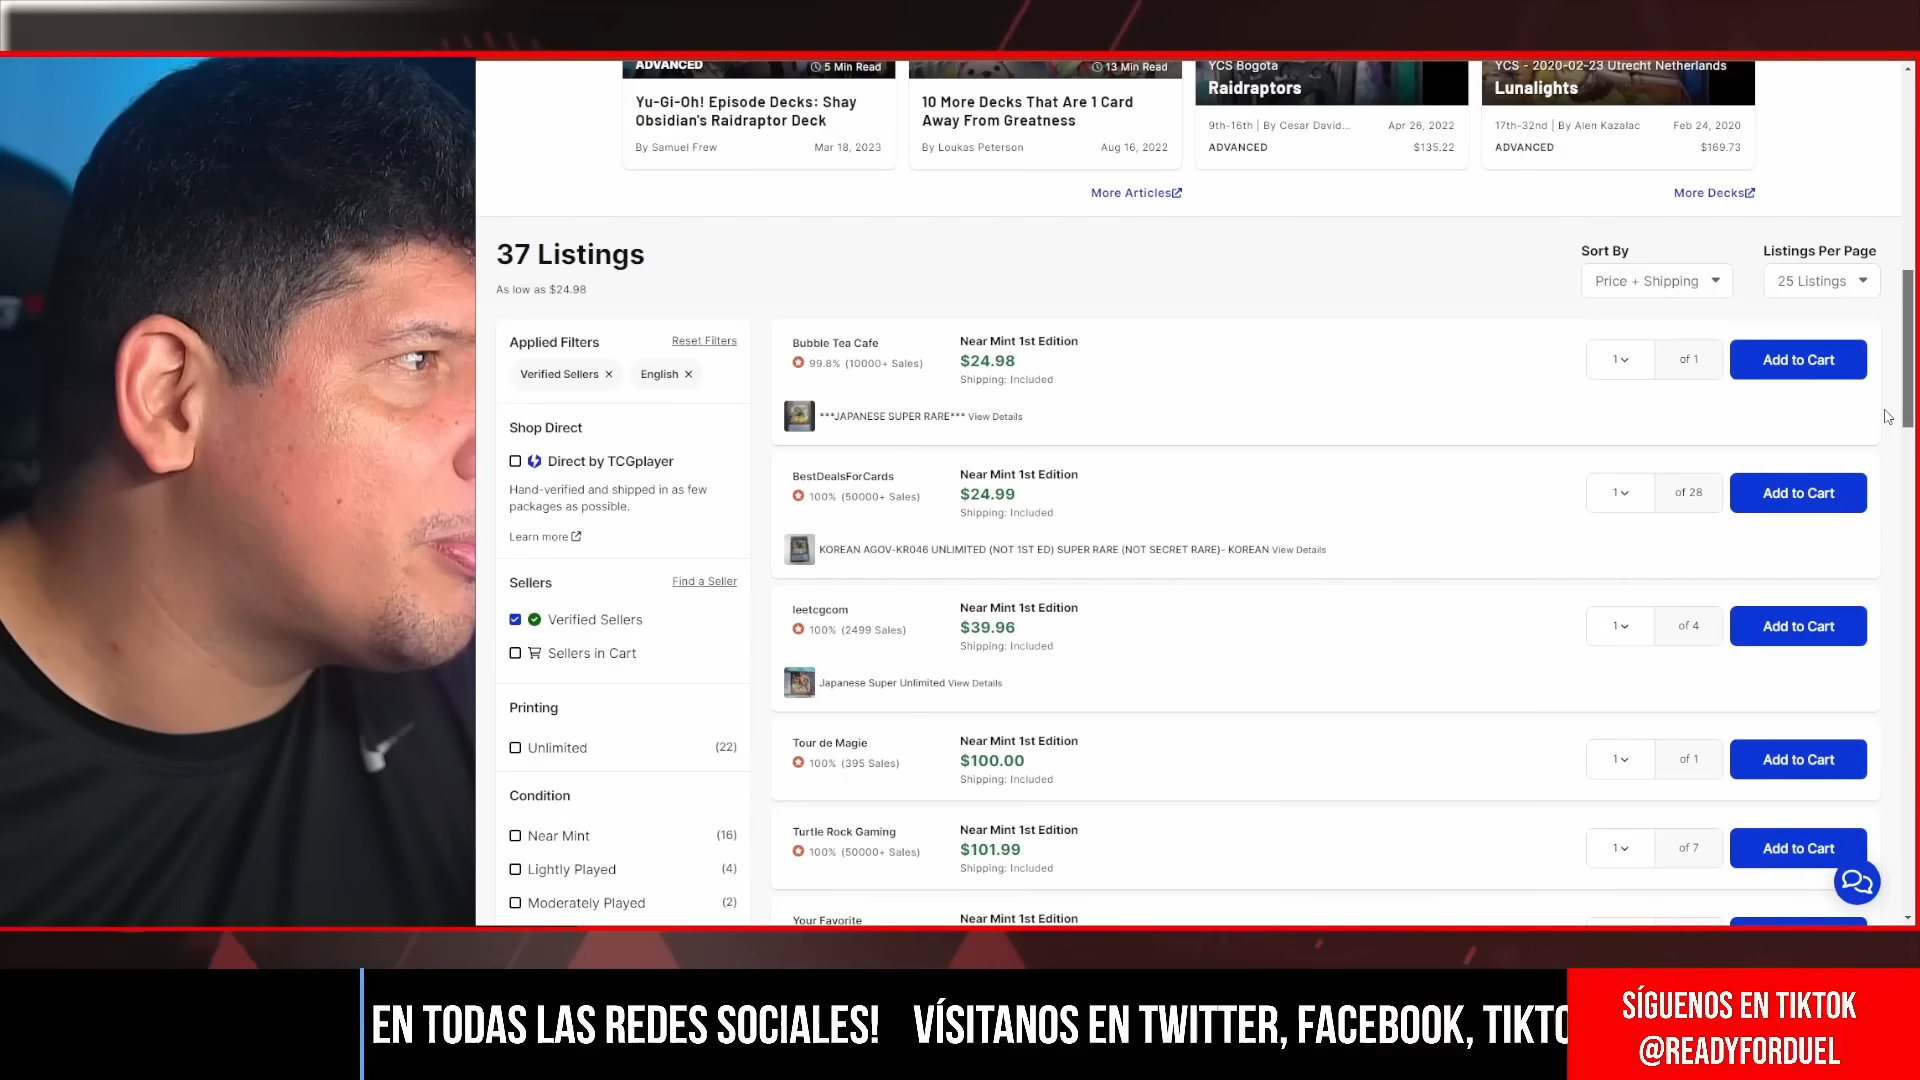 ADVANCED
5 Min Read
Yu-Gi-Oh! Episode Decks: Shay
Obsidian's Raidraptor Deck
By Samuel Frew
Mar 18, 2023
13 Min Read
10 More Decks That Are 1 Card
Away From Greatness
By Loukas Peterson
Aug 16, 2022
YCS Bogota
Raidraptors
9th-16th | By Cesar David...
Apr 26, 2022
ADVANCED
$135.22
YCS - 2020-02-23 Utrecht Netherlands
Lunalights
17th-32nd | By Alen Kazalac
Feb 24, 2020
ADVANCED
$169.73
More Articles
More Decks
37 Listings
As low as $24.98
Sort By
Price + Shipping
Listings Per Page
25 Listings
Applied Filters
Reset Filters
Verified Sellers ×
English ×
Shop Direct
Direct by TCGplayer
Hand-verified and shipped in as few
packages as possible.
Learn more
Sellers
Find a Seller
Verified Sellers
Sellers in Cart
Printing
Unlimited
(22)
Condition
Near Mint
(16)
Lightly Played
(4)
Moderately Played
(2)
Bubble Tea Cafe
99.8% (10000+ Sales)
Near Mint 1st Edition
$24.98
Shipping: Included
1
of 1
Add to Cart
***JAPANESE SUPER RARE*** View Details
BestDealsForCards
100% (50000+ Sales)
Near Mint 1st Edition
$24.99
Shipping: Included
1
of 28
Add to Cart
KOREAN AGOV-KR046 UNLIMITED (NOT 1ST ED) SUPER RARE (NOT SECRET RARE)- KOREAN View Details
leetcgcom
100% (2499 Sales)
Near Mint 1st Edition
$39.96
Shipping: Included
1
of 4
Add to Cart
Japanese Super Unlimited View Details
Tour de Magie
100% (395 Sales)
Near Mint 1st Edition
$100.00
Shipping: Included
1
of 1
Add to Cart
Turtle Rock Gaming
100% (50000+ Sales)
Near Mint 1st Edition
$101.99
Shipping: Included
1
of 7
Add to Cart
Your Favorite
Near Mint 1st Edition
EN TODAS LAS REDES SOCIALES! VÍSITANOS EN TWITTER, FACEBOOK, TIKTO
SÍGUENOS EN TIKTOK
@READYFORDUEL